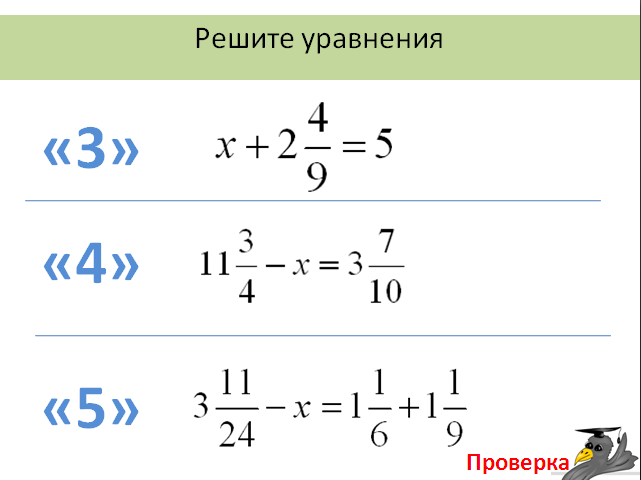 Решите уравнения
«3» x + 2 4/9 = 5
«4» 11 3/4 − x = 3 7/10
«5» 3 11/24 − x = 1 1/6 + 1 1/9
Проверка